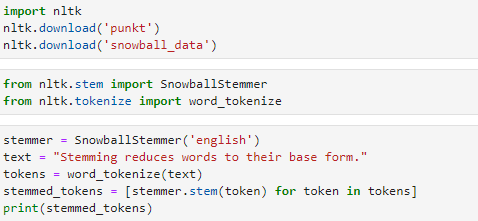 import nltk
nltk.download('punkt')
nltk.download('snowball_data')
from nltk.stem import SnowballStemmer
from nltk.tokenize import word_tokenize
stemmer = SnowballStemmer('english')
text = "Stemming reduces words to their base form."
tokens = word_tokenize(text)
stemmed_tokens = [stemmer.stem(token) for token in tokens]
print(stemmed_tokens)